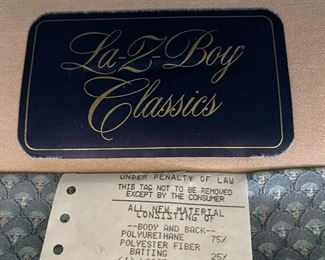 La-Z-Boy
Classics
UNDER PENALTY OF LAW
THIS TAG NOT TO BE REMOVED
EXCEPT BY THE CONSUMER
ALL NEW MATERIAL
CONSISTING OF
--BODY AND BACK--
POLYURETHANE 75%
POLYESTER FIBER
BATTING 25%